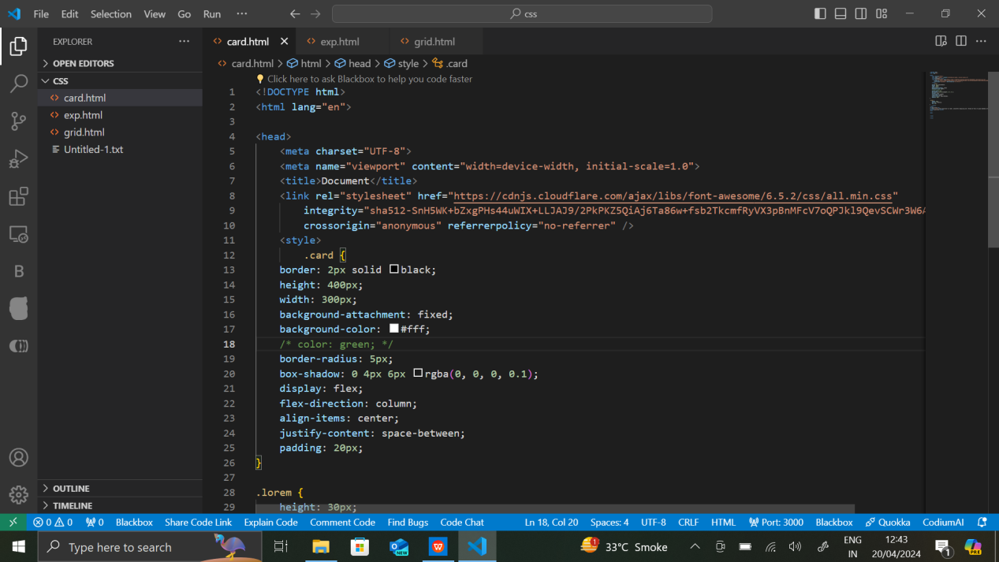 File Edit Selection View Go Run ··· css
EXPLORER ···
OPEN EDITORS
CSS
card.html
exp.html
grid.html
Untitled-1.txt
OUTLINE
TIMELINE
card.html exp.html grid.html
card.html > html > head > style > .card
Click here to ask Blackbox to help you code faster
1 <!DOCTYPE html>
2 <html lang="en">
3
4 <head>
5 <meta charset="UTF-8">
6 <meta name="viewport" content="width=device-width, initial-scale=1.0">
7 <title>Document</title>
8 <link rel="stylesheet" href="https://cdnjs.cloudflare.com/ajax/libs/font-awesome/6.5.2/css/all.min.css"
9 integrity="sha512-SnH5WK+bZxgPHs44uWIX+LLJAJ9/2PkPKZ5QiAj6Ta86w+fsb2TkcmfRyVX3pBnMFcV7oQPJkl9QevSCWr3W6A
10 crossorigin="anonymous" referrerpolicy="no-referrer" />
11 <style>
12 .card {
13 border: 2px solid black;
14 height: 400px;
15 width: 300px;
16 background-attachment: fixed;
17 background-color: #fff;
18 /* color: green; */
19 border-radius: 5px;
20 box-shadow: 0 4px 6px rgba(0, 0, 0, 0.1);
21 display: flex;
22 flex-direction: column;
23 align-items: center;
24 justify-content: space-between;
25 padding: 20px;
26 }
27
28 .lorem {
29 height: 30px;
B
0 0 0 Blackbox Share Code Link Explain Code Comment Code Find Bugs Code Chat Ln 18, Col 20 Spaces: 4 UTF-8 CRLF HTML Port: 3000 Blackbox Quokka CodiumAI
Type here to search NEW W 1 33°C Smoke ENG IN 12:43 20/04/2024 1 PRE